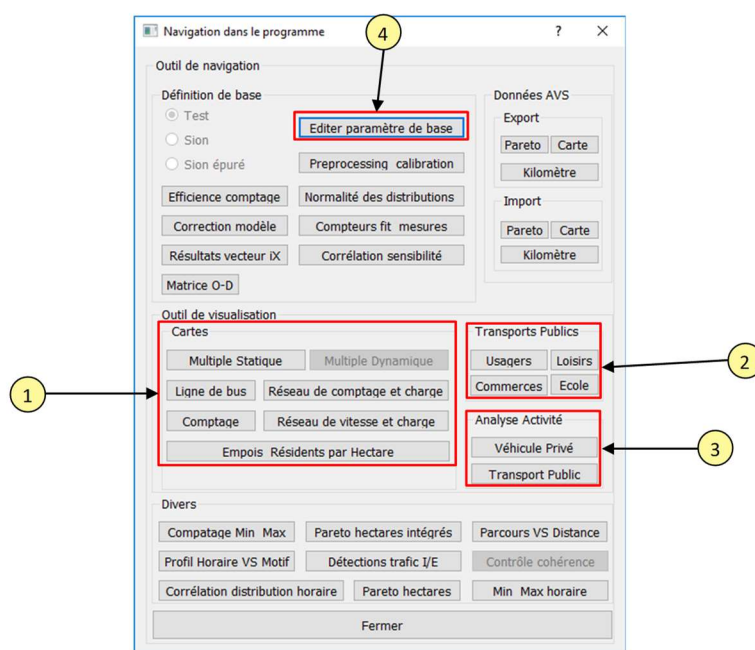 4
Navigation dans le programme ? ×
Outil de navigation
Définition de base
Test
Sion
Sion épuré
Editer paramètre de base
Preprocessing calibration
Efficience comptage
Normalité des distributions
Correction modèle
Compteurs fit mesures
Résultats vecteur iX
Corrélation sensibilité
Matrice O-D
Données AVS
Export
Pareto
Carte
Kilomètre
Import
Pareto
Carte
Kilomètre
Outil de visualisation
Cartes
Multiple Statique
Multiple Dynamique
Ligne de bus
Réseau de comptage et charge
Comptage
Réseau de vitesse et charge
Empois Résidents par Hectare
1
Transports Publics
Usagers
Loisirs
Commerces
Ecole
2
Analyse Activité
Véhicule Privé
Transport Public
3
Divers
Compatage Min Max
Pareto hectares intégrés
Parcours VS Distance
Profil Horaire VS Motif
Détections trafic I/E
Contrôle cohérence
Corrélation distribution horaire
Pareto hectares
Min Max horaire
Fermer